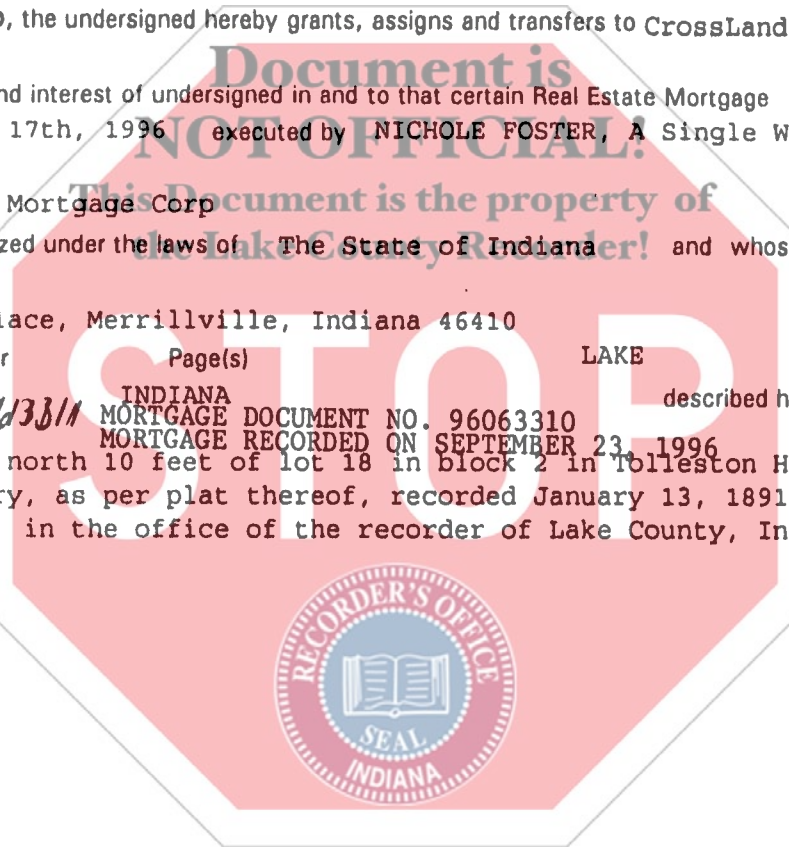 , the undersigned hereby grants, assigns and transfers to CrossLand
Document is
nd interest of undersigned in and to that certain Real Estate Mortgage
17th, 1996 executed by NICHOLE FOSTER, A Single W
NOT OFFICIAL!
This Document is the property of
Mortgage Corp
zed under the laws of The State of Indiana and whos
the Lake County Recorder!
lace, Merrillville, Indiana 46410
r Page(s) LAKE
STOP
INDIANA described h
MORTGAGE DOCUMENT NO. 96063310
MORTGAGE RECORDED ON SEPTEMBER 23, 1996
north 10 feet of lot 18 in block 2 in Tolleston H
ry, as per plat thereof, recorded January 13, 1891
in the office of the recorder of Lake County, In
RECORDER'S OFFICE
SEAL
INDIANA